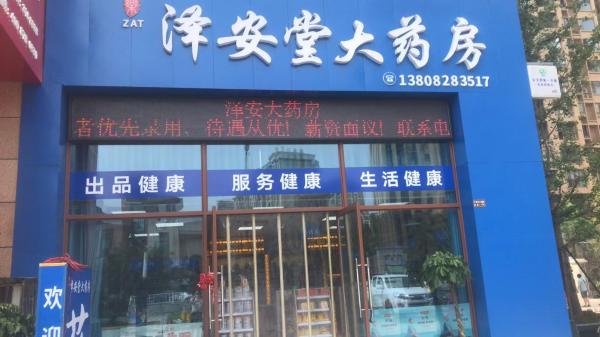 ZAT
泽安堂大药房
☎13808283517
泽安大药房
者优先录用、待遇从优！薪资面议！联系电
出品健康 服务健康 生活健康
欢迎